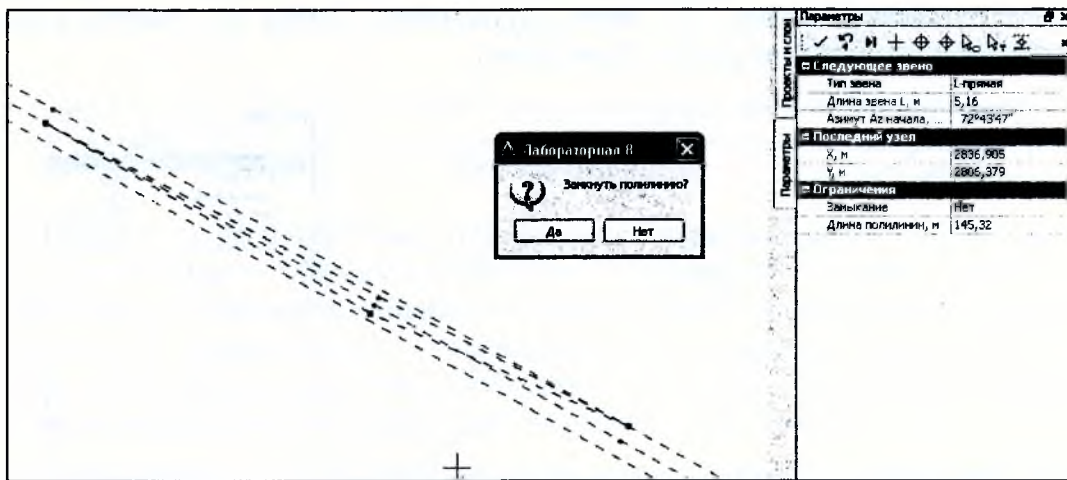 Параметры
Проекты и слои
Параметры
Следующее звено
Тип звена L-прямая
Длина звена L, м 5,16
Азимут Az начала, ... 72°43'47"
Последний узел
X, м 2836,905
Y, м 2806,379
Ограничения
Замыкание Нет
Длина полилинии, м 145,32
Лабораторная 8
Замкнуть полилинию?
Да Нет